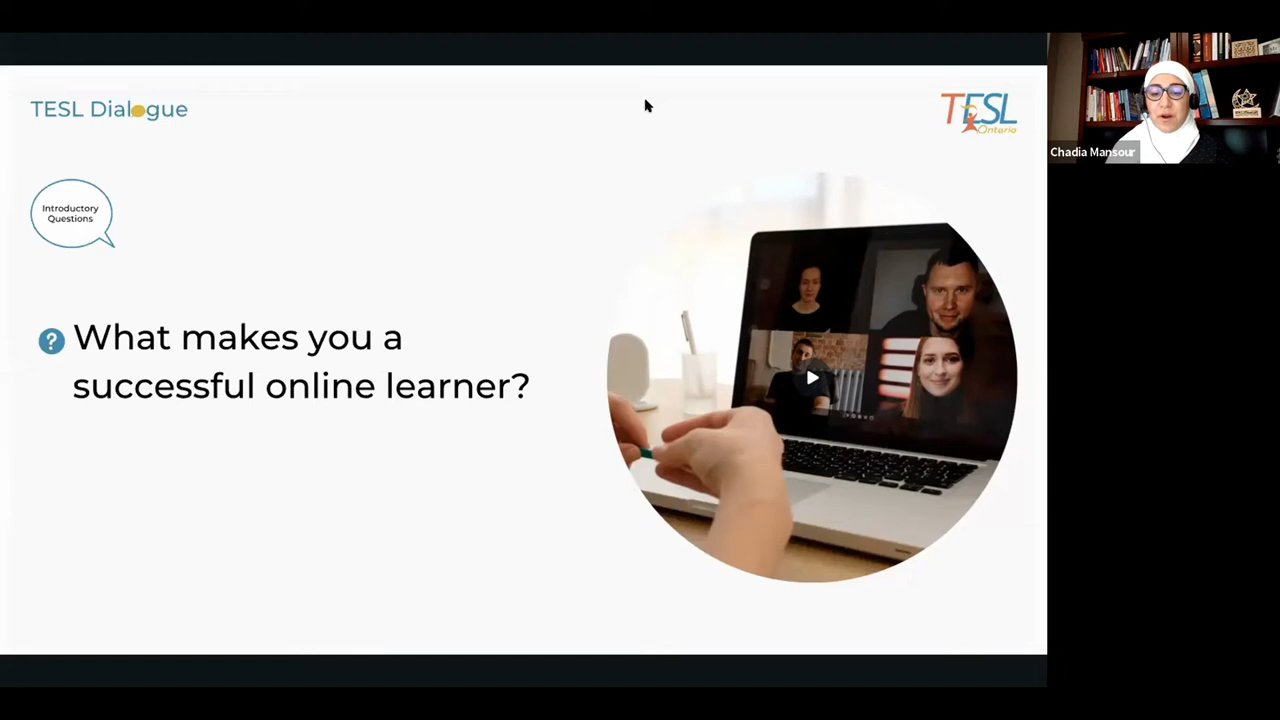 TESL Dialogue
TESL
Ontario
Chadia Mansour
Introductory
Questions
? What makes you a
successful online learner?